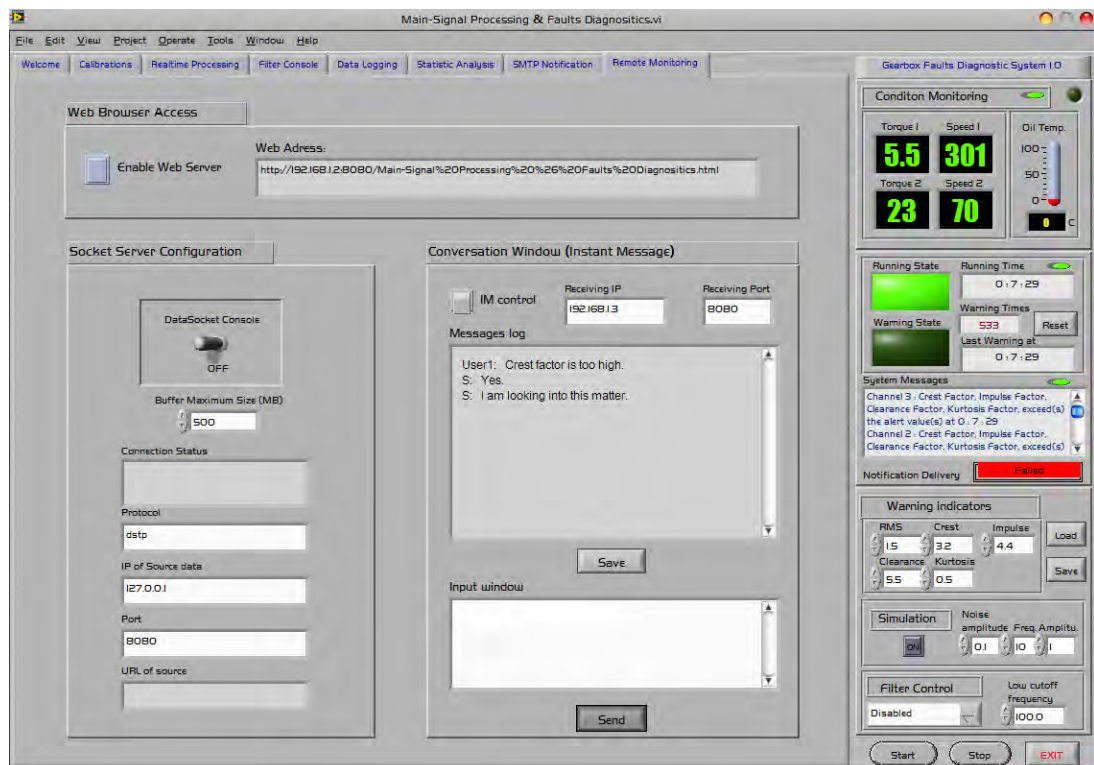 Main-Signal Processing & Faults Diagnositics.vi
File Edit View Project Operate Tools Window Help
Welcome Calibrations Realtime Processing Filter Console Data Logging Statistic Analysis SMTP Notification Remote Monitoring
Web Browser Access
Enable Web Server
Web Adress:
http://192.168.1.2:8080/Main-Signal%20Processing%20%26%20Faults%20Diagnositics.html
Socket Server Configuration
DataSocket Console
OFF
Buffer Maximum Size (MB)
500
Connection Status
Protocol
dstp
IP of Source data
127.0.0.1
Port
8080
URL of source
Conversation Window (Instant Message)
IM control
Receiving IP
192.168.1.3
Receiving Port
8080
Messages log
User1: Crest factor is too high.
S: Yes.
S: I am looking into this matter.
Save
Input window
Send
Gearbox Faults Diagnostic System 1.0
Conditon Monitoring
Torque 1 Speed 1
5.5 301
Torque 2 Speed 2
23 70
Oil Temp.
100
50
0
0 C
Running State
Running Time
0 : 7 : 29
Warning Times
533
Reset
Warning State
Last Warning at
0 : 7 : 29
System Messages
Channel 3 : Crest Factor, Impulse Factor,
Clearance Factor, Kurtosis Factor, exceed(s)
the alert value(s) at 0 : 7 : 29
Channel 2 : Crest Factor, Impulse Factor,
Clearance Factor, Kurtosis Factor, exceed(s)
Notification Delivery
Failed
Warning indicators
RMS Crest Impulse
1.5 3.2 4.4
Load
Clearance Kurtosis
5.5 0.5
Save
Simulation
ON
Noise
amplitude Freq. Amplitu.
0.1 10 1
Filter Control
Disabled
Low cutoff
frequency
100.0
Start Stop EXIT